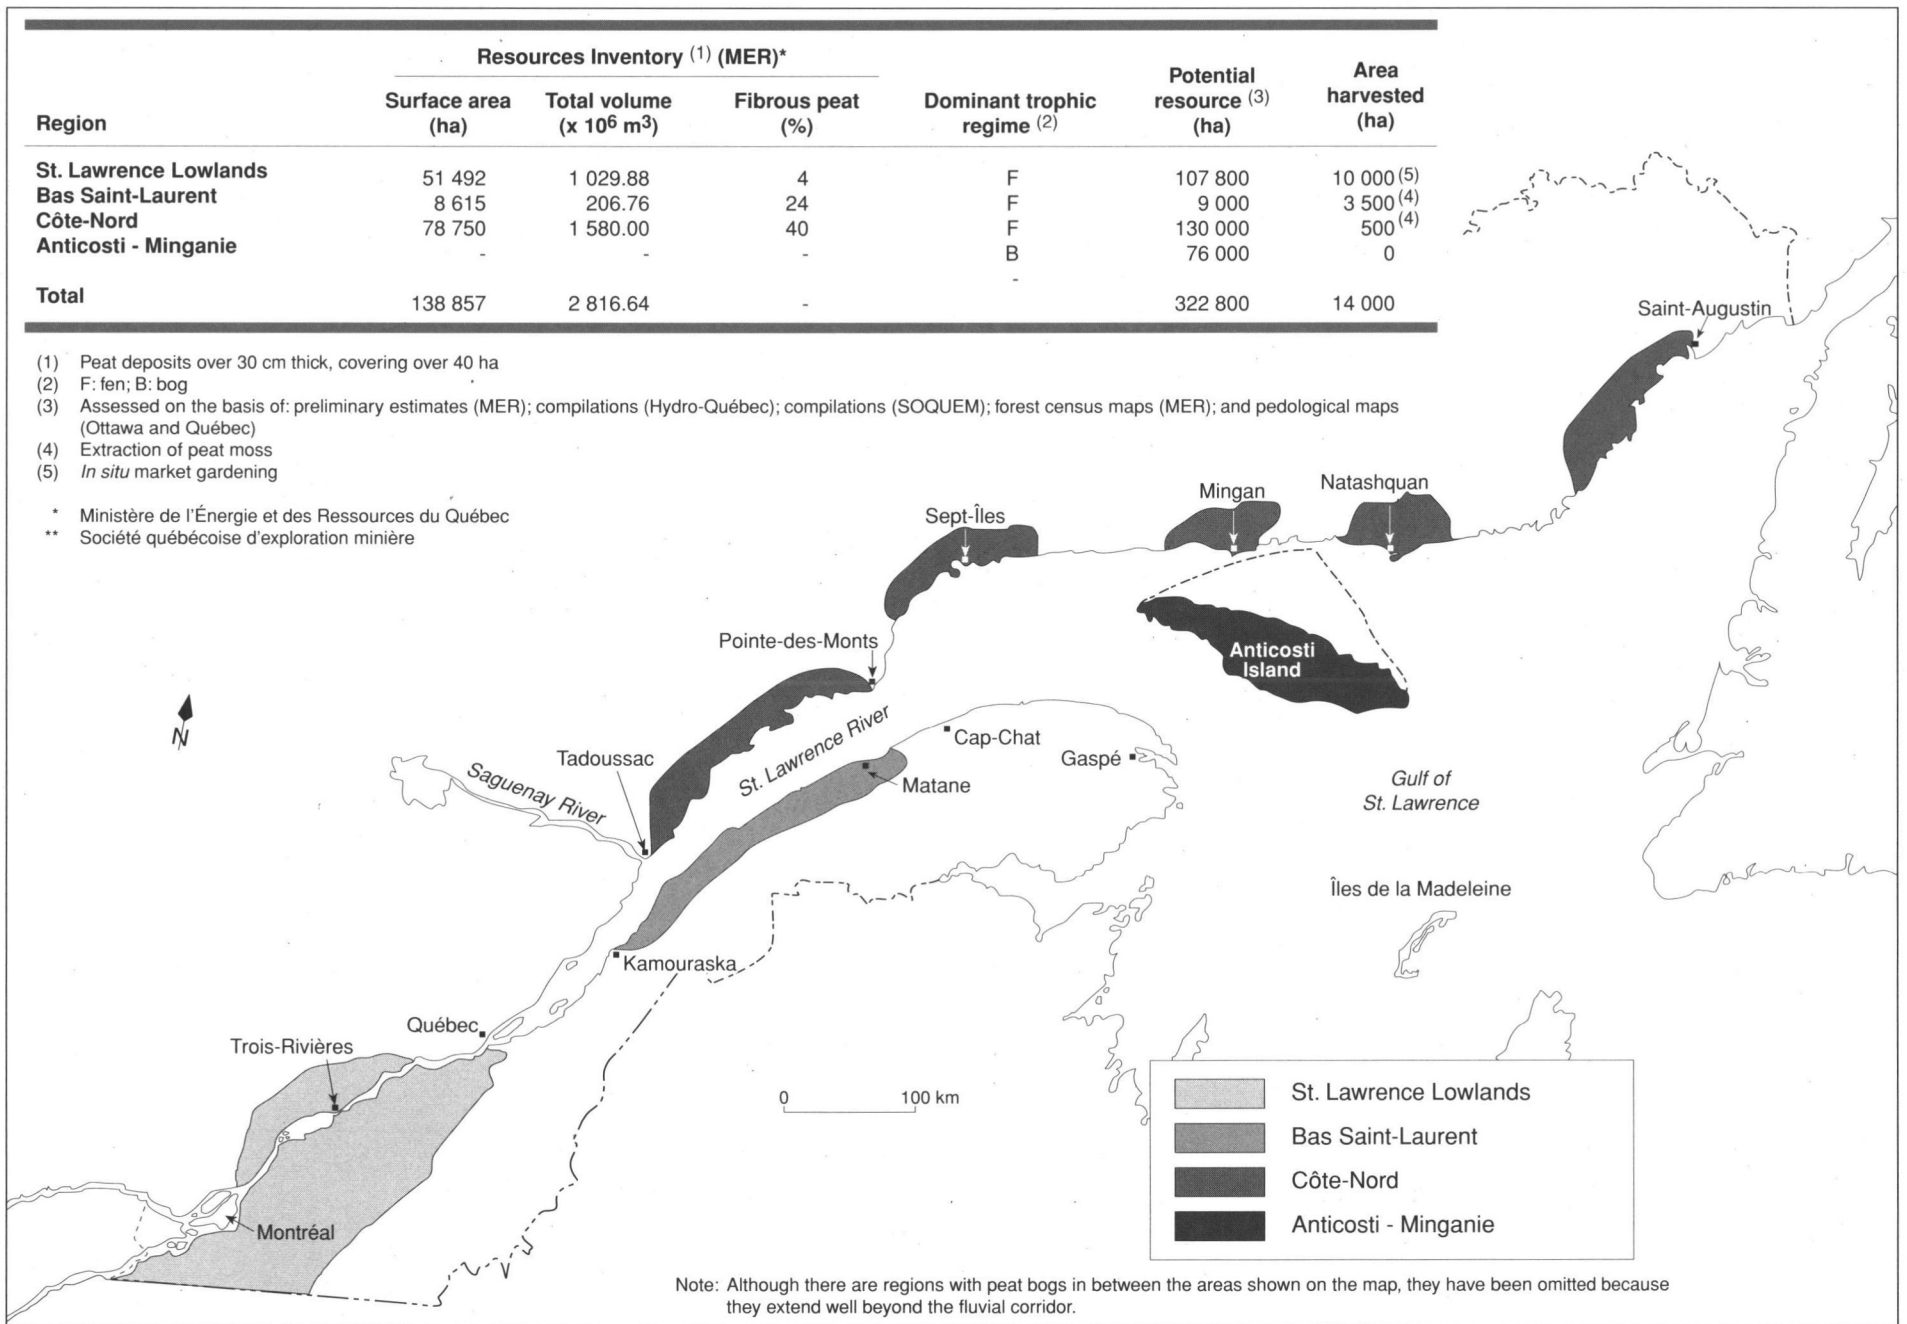 Resources Inventory (1) (MER)*
Region Surface area (ha) Total volume (x 10⁶ m³) Fibrous peat (%) Dominant trophic regime (2) Potential resource (3) (ha) Area harvested (ha)
St. Lawrence Lowlands 51 492 1 029.88 4 F 107 800 10 000 (5)
Bas Saint-Laurent 8 615 206.76 24 F 9 000 3 500 (4)
Côte-Nord 78 750 1 580.00 40 F 130 000 500 (4)
Anticosti - Minganie - - - B 76 000 0
-
Total 138 857 2 816.64 - 322 800 14 000
(1) Peat deposits over 30 cm thick, covering over 40 ha
(2) F: fen; B: bog
(3) Assessed on the basis of: preliminary estimates (MER); compilations (Hydro-Québec); compilations (SOQUEM); forest census maps (MER); and pedological maps
(Ottawa and Québec)
(4) Extraction of peat moss
(5) In situ market gardening
* Ministère de l'Énergie et des Ressources du Québec
** Société québécoise d'exploration minière
Saint-Augustin
Natashquan
Mingan
Sept-Îles
Pointe-des-Monts
Anticosti
Island
N
Tadoussac
Saguenay River
St. Lawrence River
Cap-Chat
Gaspé
Matane
Gulf of
St. Lawrence
Îles de la Madeleine
Kamouraska
Québec
Trois-Rivières
Montréal
0 100 km
St. Lawrence Lowlands
Bas Saint-Laurent
Côte-Nord
Anticosti - Minganie
Note: Although there are regions with peat bogs in between the areas shown on the map, they have been omitted because
they extend well beyond the fluvial corridor.